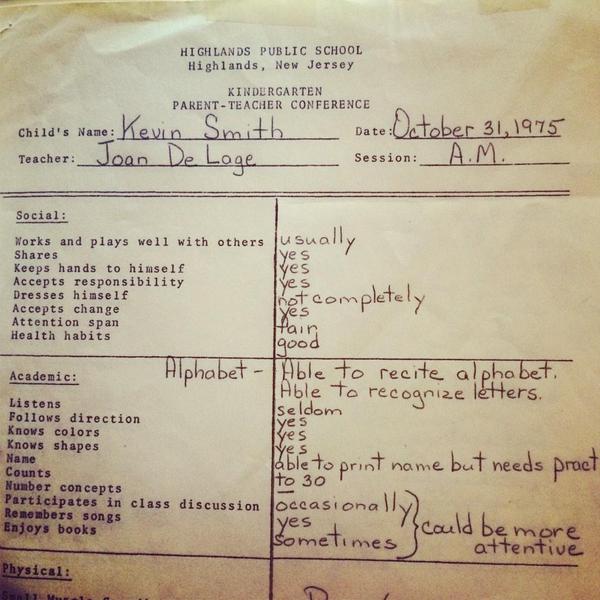 HIGHLANDS PUBLIC SCHOOL
Highlands, New Jersey
KINDERGARTEN
PARENT-TEACHER CONFERENCE
Child's Name: Kevin Smith Date: October 31, 1975
Teacher: Joan De Lage Session: A.M.
Social:
Works and plays well with others usually
Shares yes
Keeps hands to himself yes
Accepts responsibility yes
Dresses himself not completely
Accepts change yes
Attention span fair
Health habits good
Alphabet - Able to recite alphabet.
Academic: Able to recognize letters.
Listens seldom
Follows direction yes
Knows colors yes
Knows shapes yes
Name able to print name but needs pract
Counts to 30
Number concepts
Participates in class discussion occasionally
Remembers songs yes could be more
Enjoys books sometimes attentive
Physical:
Small Muscle